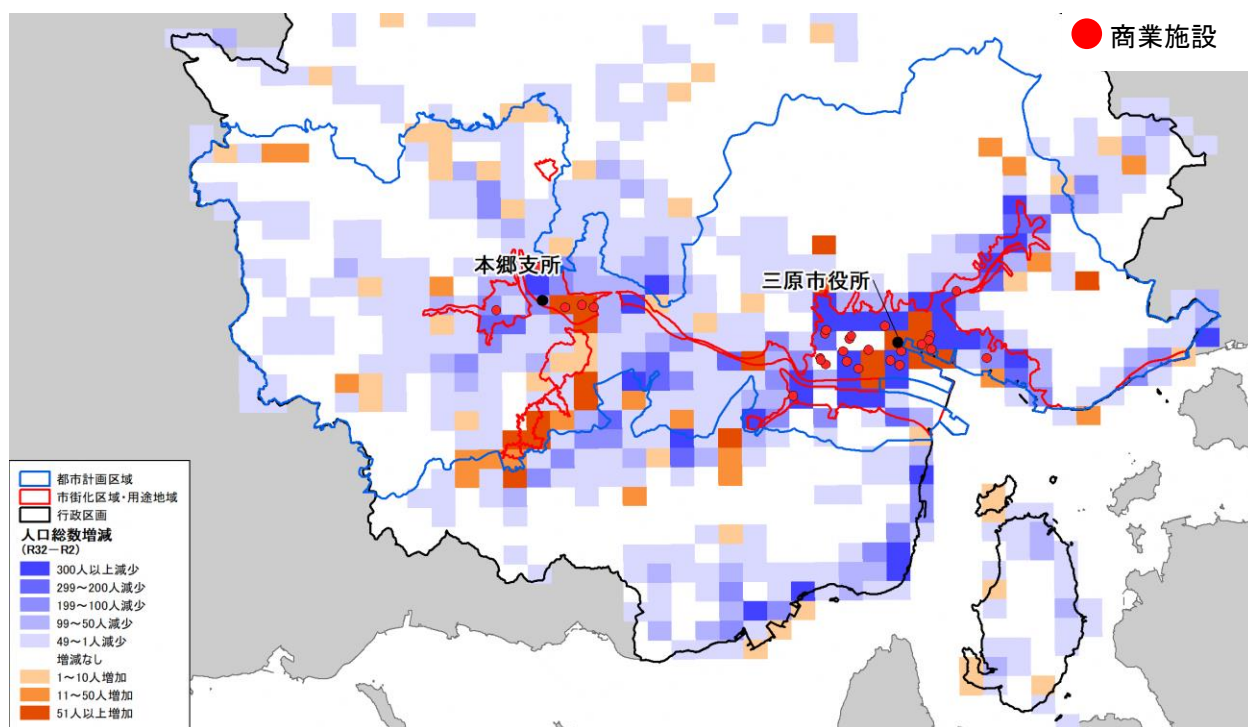 商業施設
本郷支所
三原市役所
都市計画区域
市街化区域・用途地域
行政区画
人口総数増減
(R32-R2)
300人以上減少
299~200人減少
199~100人減少
99~50人減少
49~1人減少
増減なし
1~10人増加
11~50人増加
51人以上増加